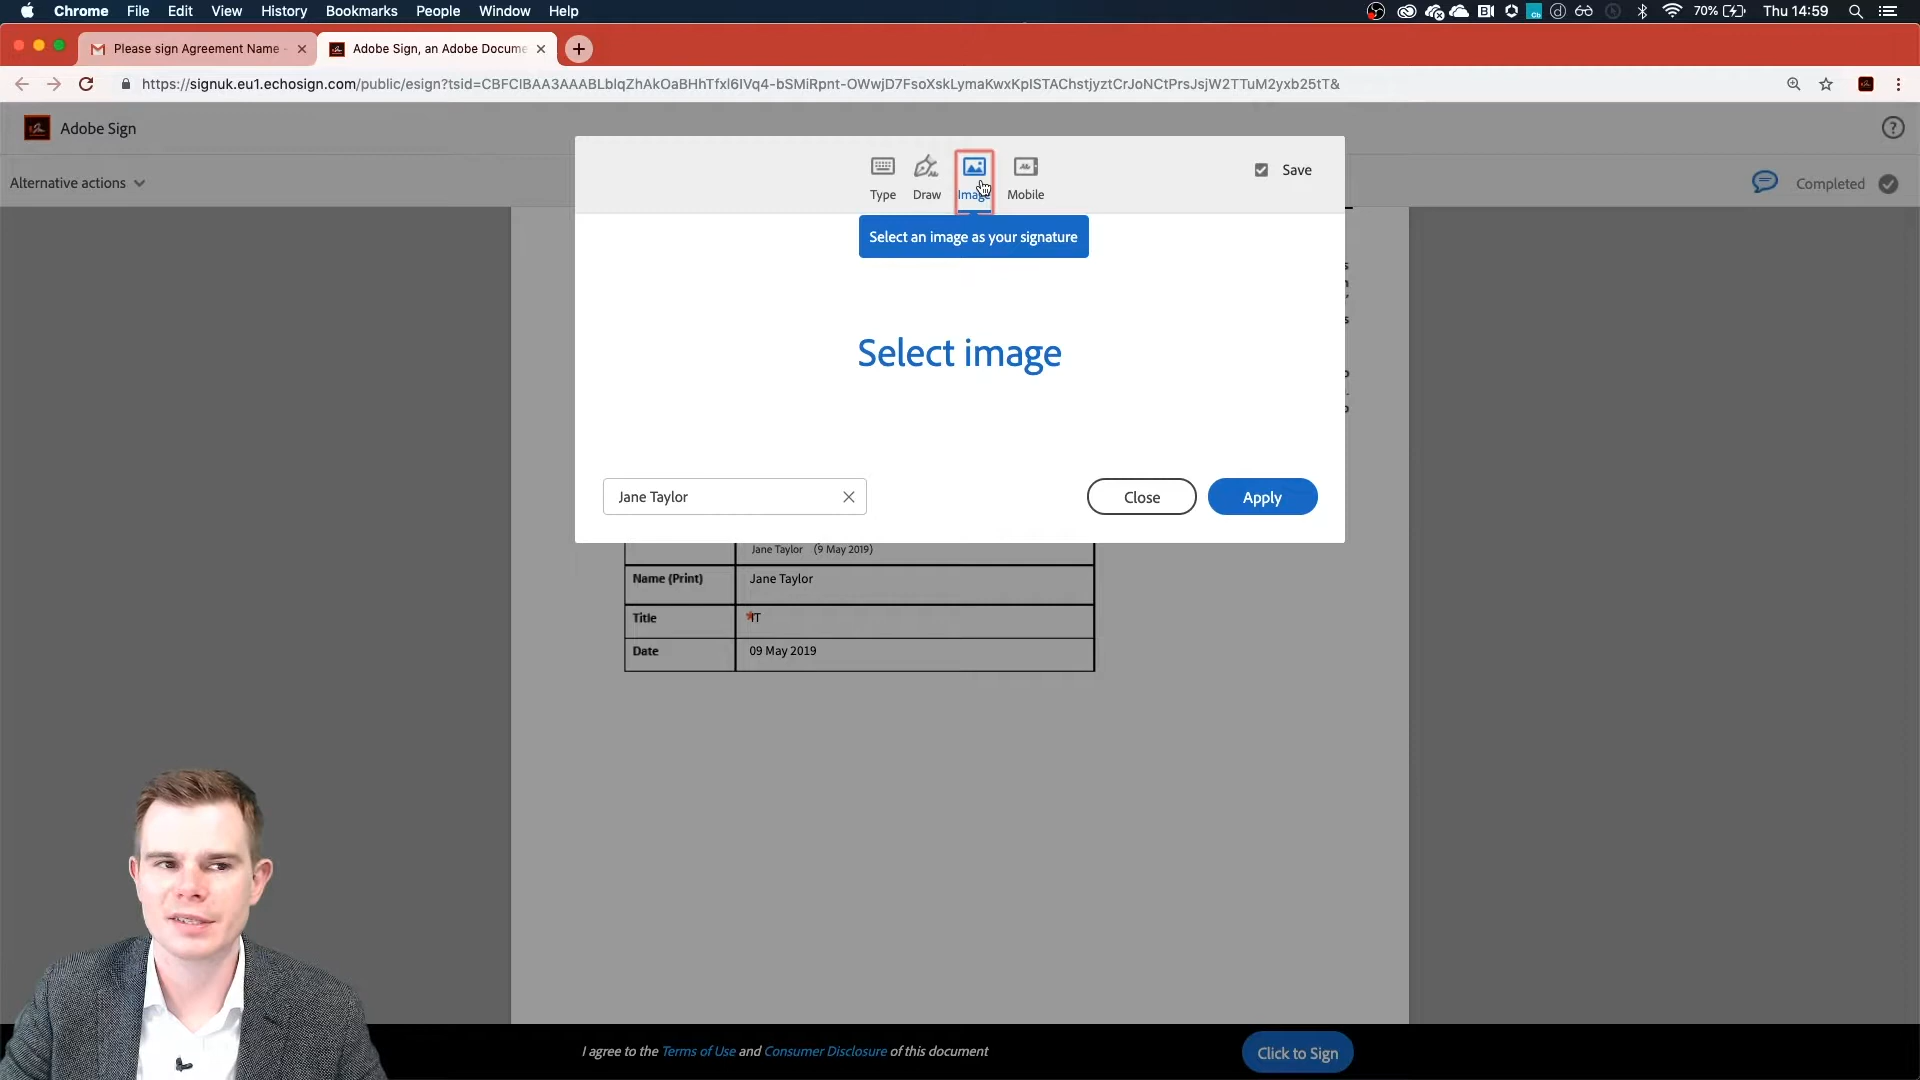 Chrome File Edit View History Bookmarks People Window Help
70% Thu 14:59
Please sign Agreement Name -
Adobe Sign, an Adobe Docume
https://signuk.eu1.echosign.com/public/esign?tsid=CBFCIBAA3AAABLblqZhAkOaBHhTfxl6IVq4-bSMiRpnt-OWwjD7FsoXskLymaKwxKpISTAChstjyztCrJoNCtPrsJsjW2TTuM2yxb25tT&
Adobe Sign
Alternative actions
Completed
Type Draw Image Mobile
Save
Select an image as your signature
Select image
Jane Taylor
Close
Apply
Jane Taylor (9 May 2019)
Name (Print) Jane Taylor
Title *IT
Date 09 May 2019
I agree to the Terms of Use and Consumer Disclosure of this document
Click to Sign